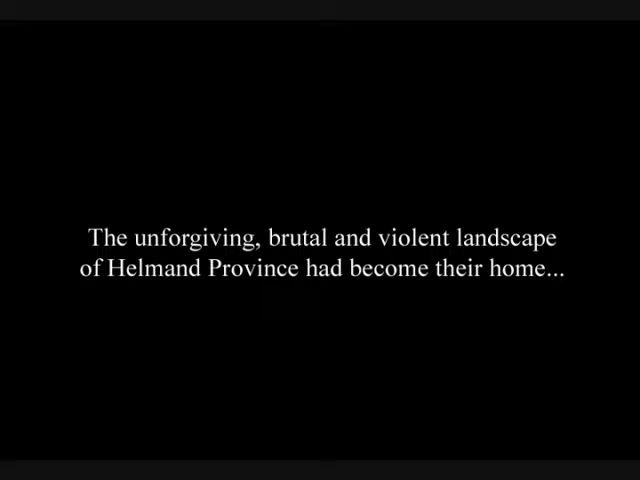 The unforgiving, brutal and violent landscape
of Helmand Province had become their home...